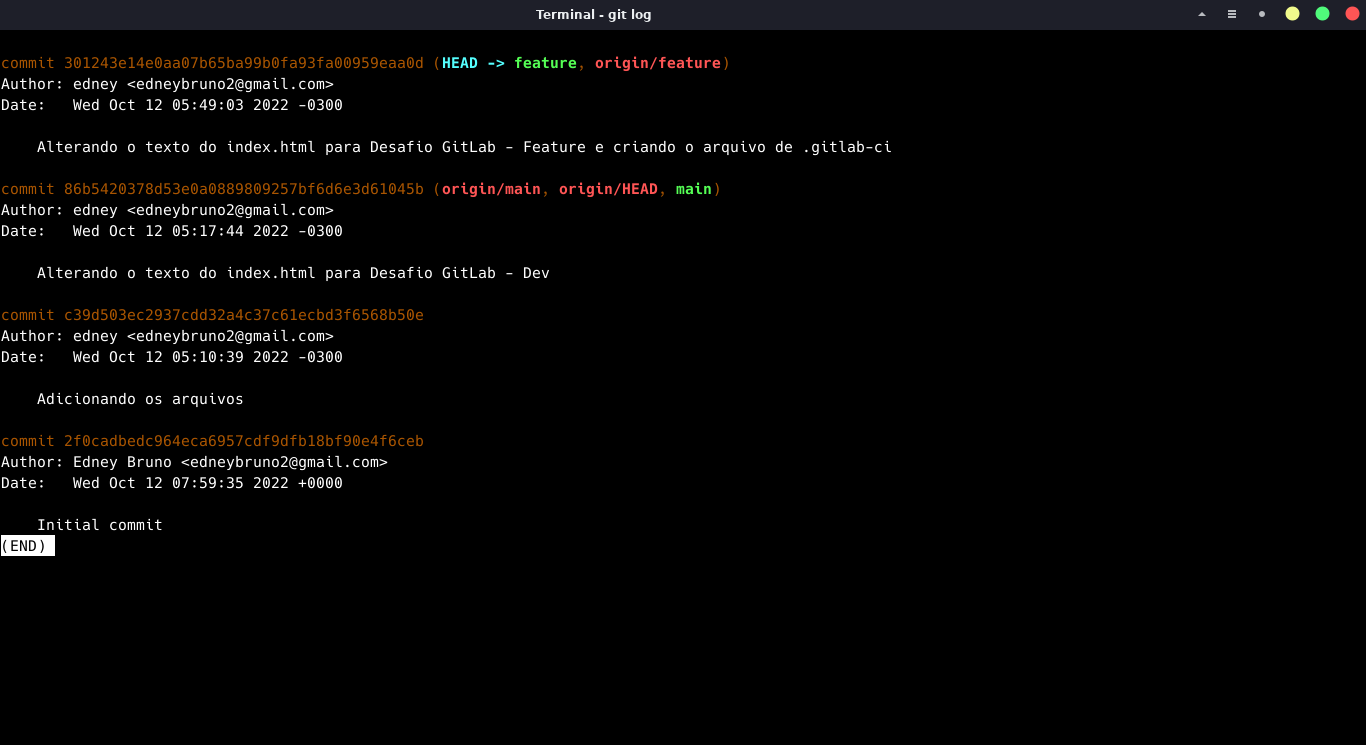 Terminal - git log
commit 301243e14e0aa07b65ba99b0fa93fa00959eaa0d (HEAD -> feature, origin/feature)
Author: edney <edneybruno2@gmail.com>
Date:   Wed Oct 12 05:49:03 2022 -0300
    Alterando o texto do index.html para Desafio GitLab - Feature e criando o arquivo de .gitlab-ci
commit 86b5420378d53e0a0889809257bf6d6e3d61045b (origin/main, origin/HEAD, main)
Author: edney <edneybruno2@gmail.com>
Date:   Wed Oct 12 05:17:44 2022 -0300
    Alterando o texto do index.html para Desafio GitLab - Dev
commit c39d503ec2937cdd32a4c37c61ecbd3f6568b50e
Author: edney <edneybruno2@gmail.com>
Date:   Wed Oct 12 05:10:39 2022 -0300
    Adicionando os arquivos
commit 2f0cadbedc964eca6957cdf9dfb18bf90e4f6ceb
Author: Edney Bruno <edneybruno2@gmail.com>
Date:   Wed Oct 12 07:59:35 2022 +0000
    Initial commit
(END)